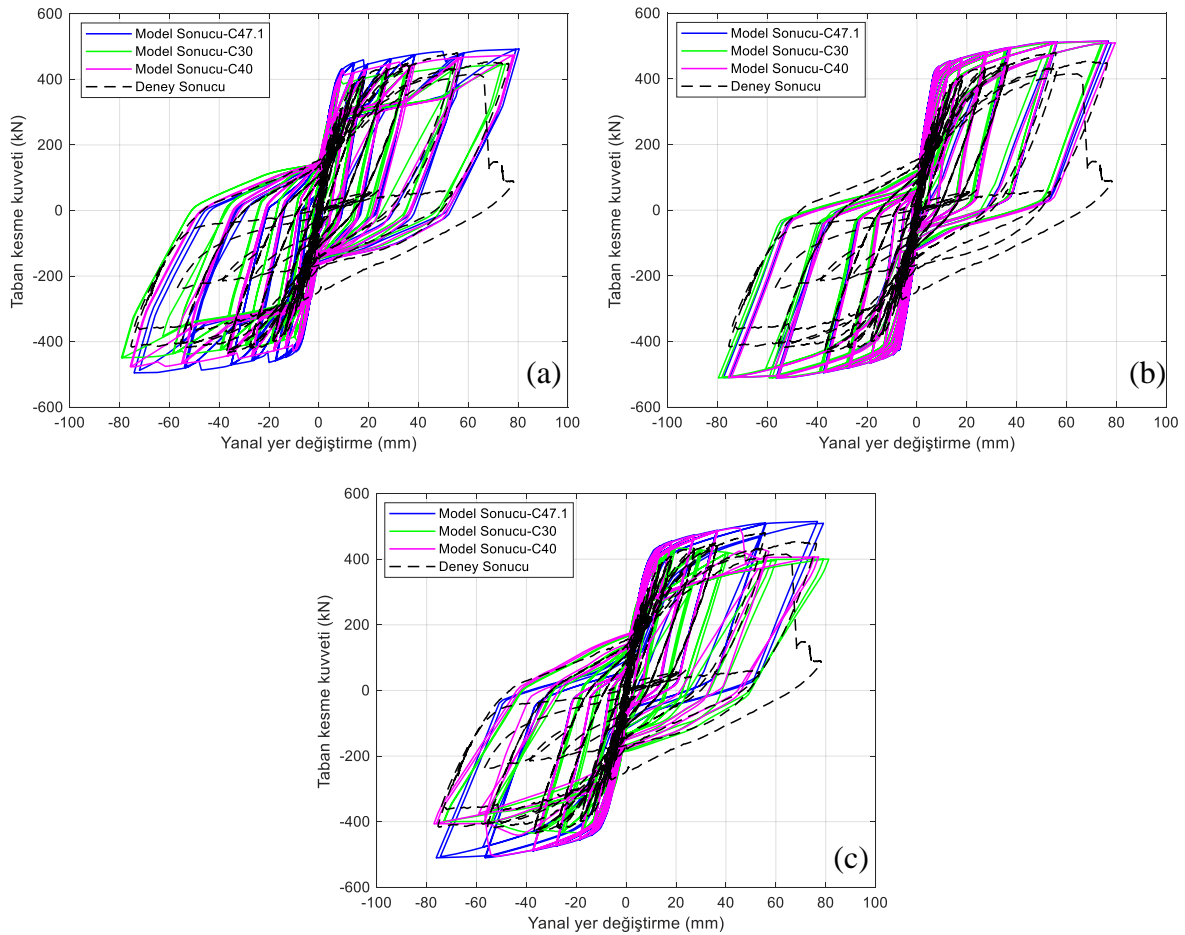 Model Sonucu-C47.1
Model Sonucu-C30
Model Sonucu-C40
Deney Sonucu
600
400
200
0
-200
-400
-600
Taban kesme kuvveti (kN)
-100 -80 -60 -40 -20 0 20 40 60 80 100
Yanal yer değiştirme (mm)
(a)
Model Sonucu-C47.1
Model Sonucu-C30
Model Sonucu-C40
Deney Sonucu
600
400
200
0
-200
-400
-600
Taban kesme kuvveti (kN)
-100 -80 -60 -40 -20 0 20 40 60 80 100
Yanal yer değiştirme (mm)
(b)
Model Sonucu-C47.1
Model Sonucu-C30
Model Sonucu-C40
Deney Sonucu
600
400
200
0
-200
-400
-600
Taban kesme kuvveti (kN)
-100 -80 -60 -40 -20 0 20 40 60 80 100
Yanal yer değiştirme (mm)
(c)